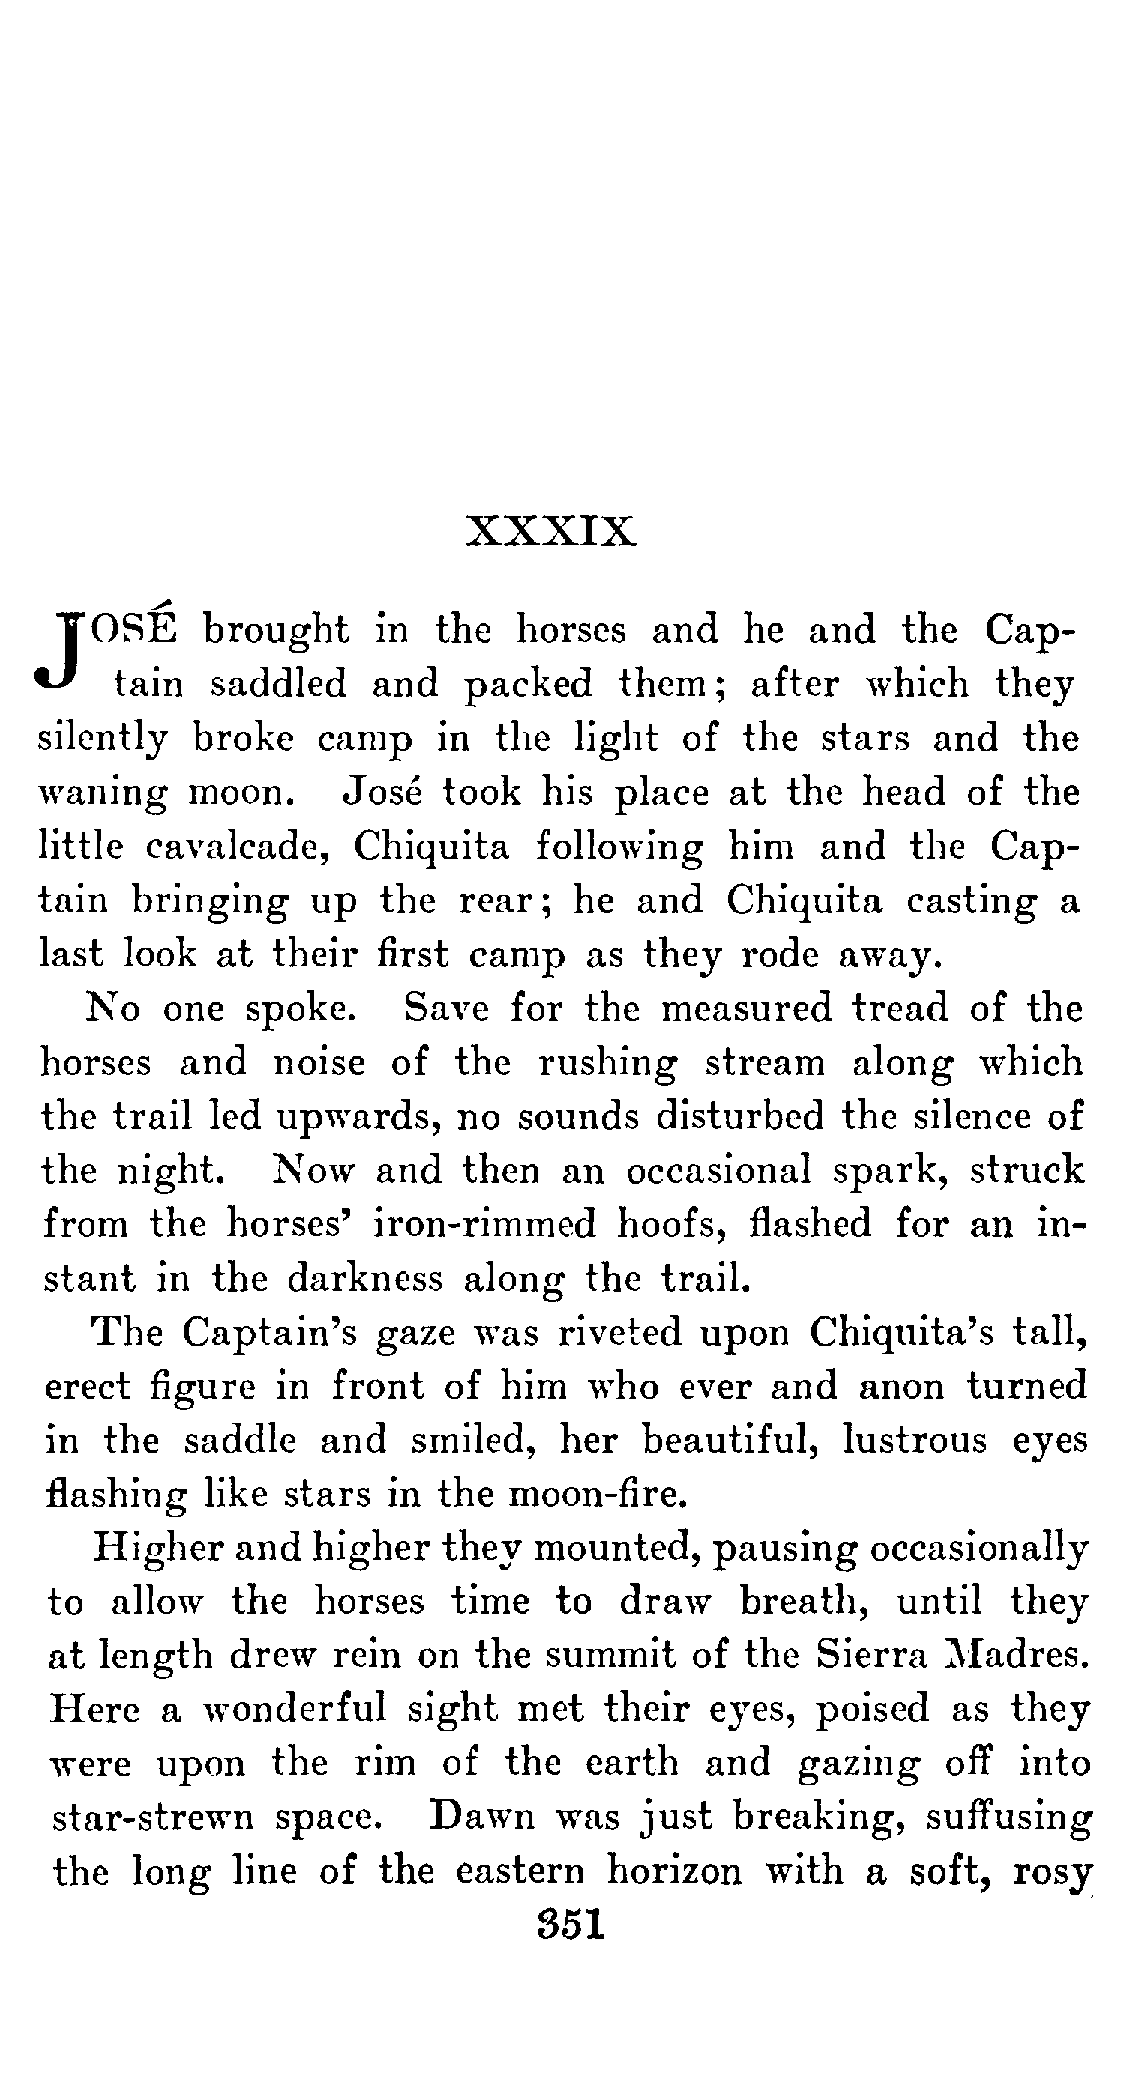 XXXIX
JOSÉ brought in the horses and he and the Cap-
tain saddled and packed them; after which they
silently broke camp in the light of the stars and the
waning moon. José took his place at the head of the
little cavalcade, Chiquita following him and the Cap-
tain bringing up the rear; he and Chiquita casting a
last look at their first camp as they rode away.
No one spoke. Save for the measured tread of the
horses and noise of the rushing stream along which
the trail led upwards, no sounds disturbed the silence of
the night. Now and then an occasional spark, struck
from the horses’ iron-rimmed hoofs, flashed for an in-
stant in the darkness along the trail.
The Captain’s gaze was riveted upon Chiquita’s tall,
erect figure in front of him who ever and anon turned
in the saddle and smiled, her beautiful, lustrous eyes
flashing like stars in the moon-fire.
Higher and higher they mounted, pausing occasionally
to allow the horses time to draw breath, until they
at length drew rein on the summit of the Sierra Madres.
Here a wonderful sight met their eyes, poised as they
were upon the rim of the earth and gazing off into
star-strewn space. Dawn was just breaking, suffusing
the long line of the eastern horizon with a soft, rosy
351